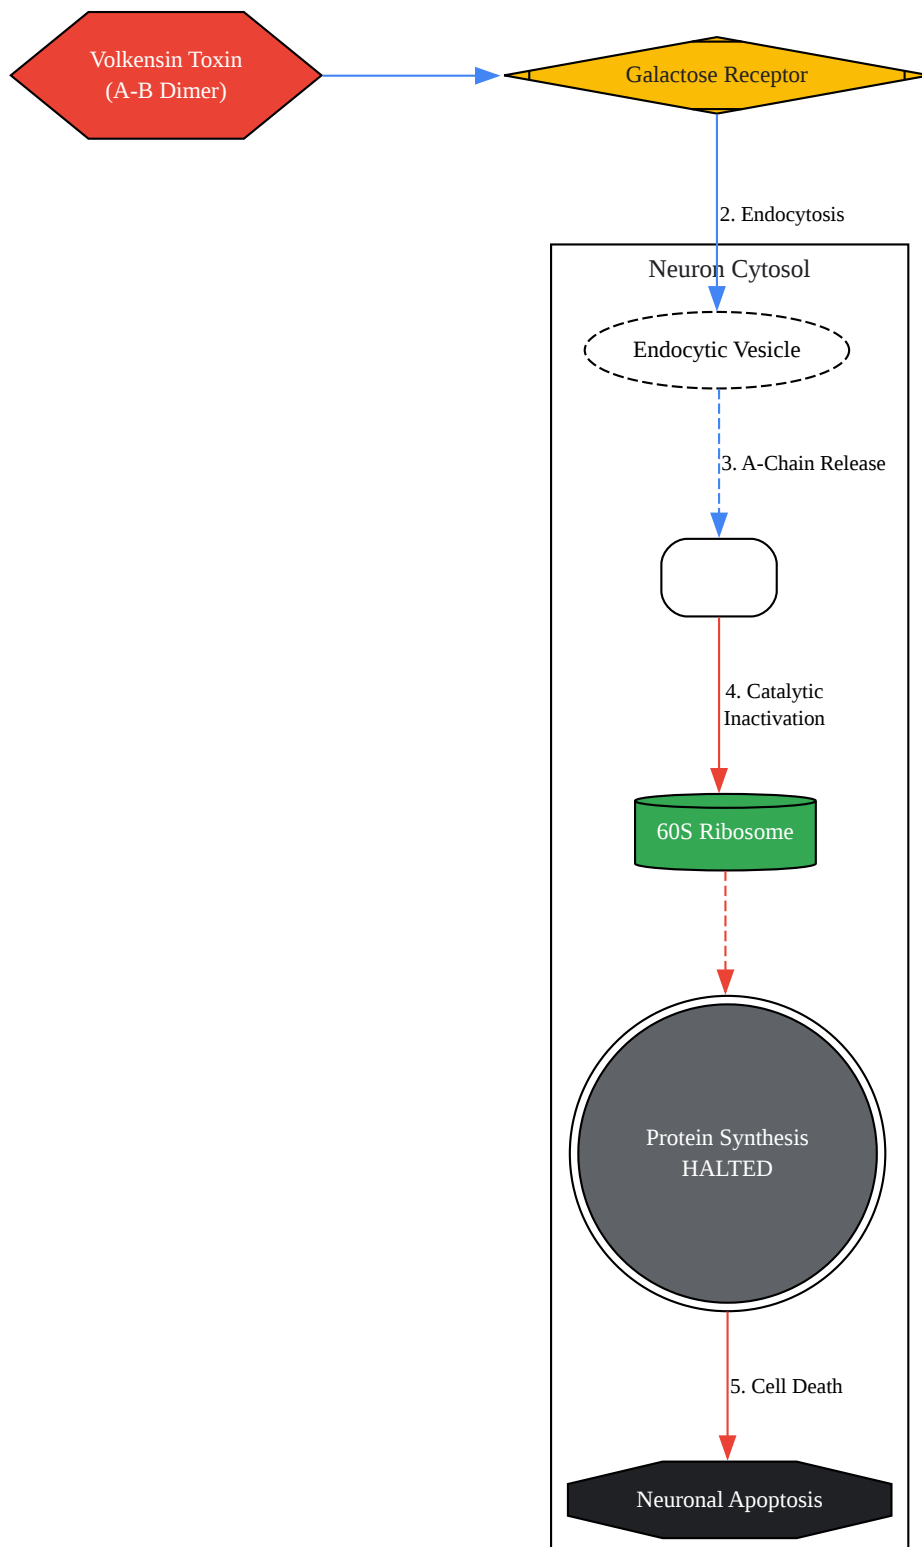 Volkensin Toxin
(A-B Dimer)
Galactose Receptor
2. Endocytosis
Neuron Cytosol
Endocytic Vesicle
3. A-Chain Release
4. Catalytic
Inactivation
60S Ribosome
Protein Synthesis
HALTED
5. Cell Death
Neuronal Apoptosis